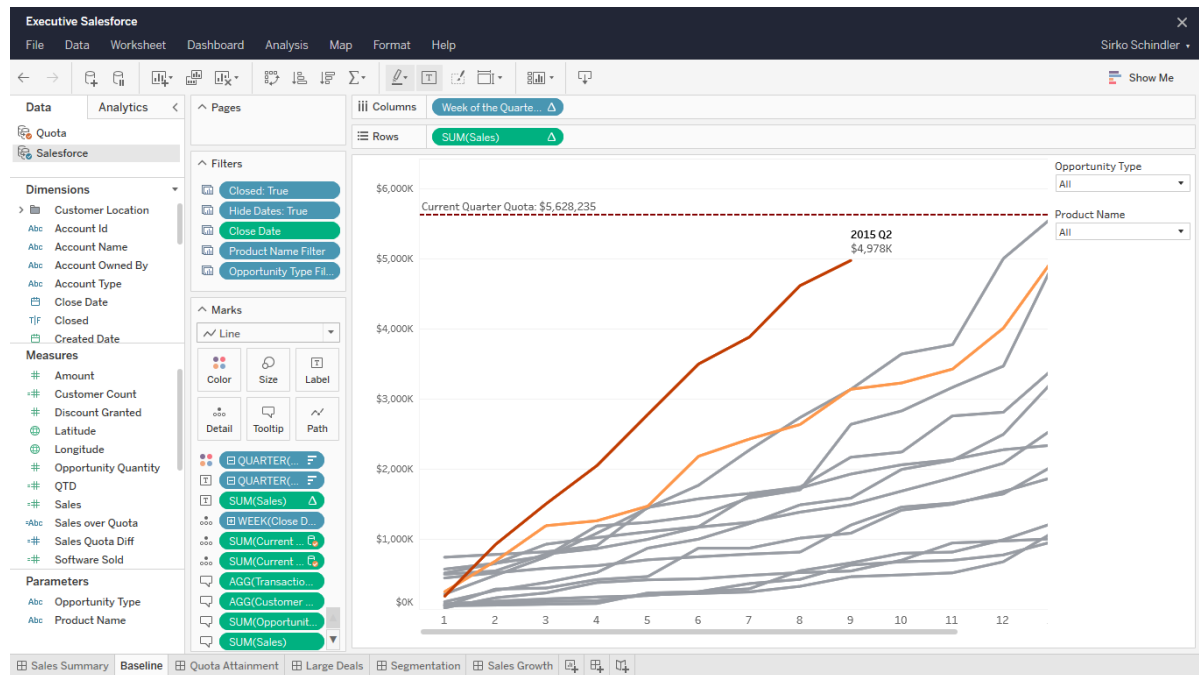 Executive Salesforce
File Data Worksheet Dashboard Analysis Map Format Help
Sirko Schindler
Show Me
Data Analytics
Quota
Salesforce
Dimensions
Customer Location
Abc Account Id
Abc Account Name
Abc Account Owned By
Abc Account Type
Close Date
T|F Closed
Created Date
Measures
Amount
Customer Count
Discount Granted
Latitude
Longitude
Opportunity Quantity
QTD
Sales
=Abc Sales over Quota
Sales Quota Diff
Software Sold
Parameters
Abc Opportunity Type
Abc Product Name
Pages
Filters
Closed: True
Hide Dates: True
Close Date
Product Name Filter
Opportunity Type Fil...
Marks
Line
Color Size Label
Detail Tooltip Path
QUARTER(...
QUARTER(...
SUM(Sales)
WEEK(Close D...
SUM(Current ...
SUM(Current ...
AGG(Transactio...
AGG(Customer ...
SUM(Opportunit...
SUM(Sales)
Columns Week of the Quarte...
Rows SUM(Sales)
$6,000K
Current Quarter Quota: $5,628,235
2015 Q2
$4,978K
$5,000K
$4,000K
$3,000K
$2,000K
$1,000K
$0K
1 2 3 4 5 6 7 8 9 10 11 12
Opportunity Type
All
Product Name
All
Sales Summary Baseline Quota Attainment Large Deals Segmentation Sales Growth